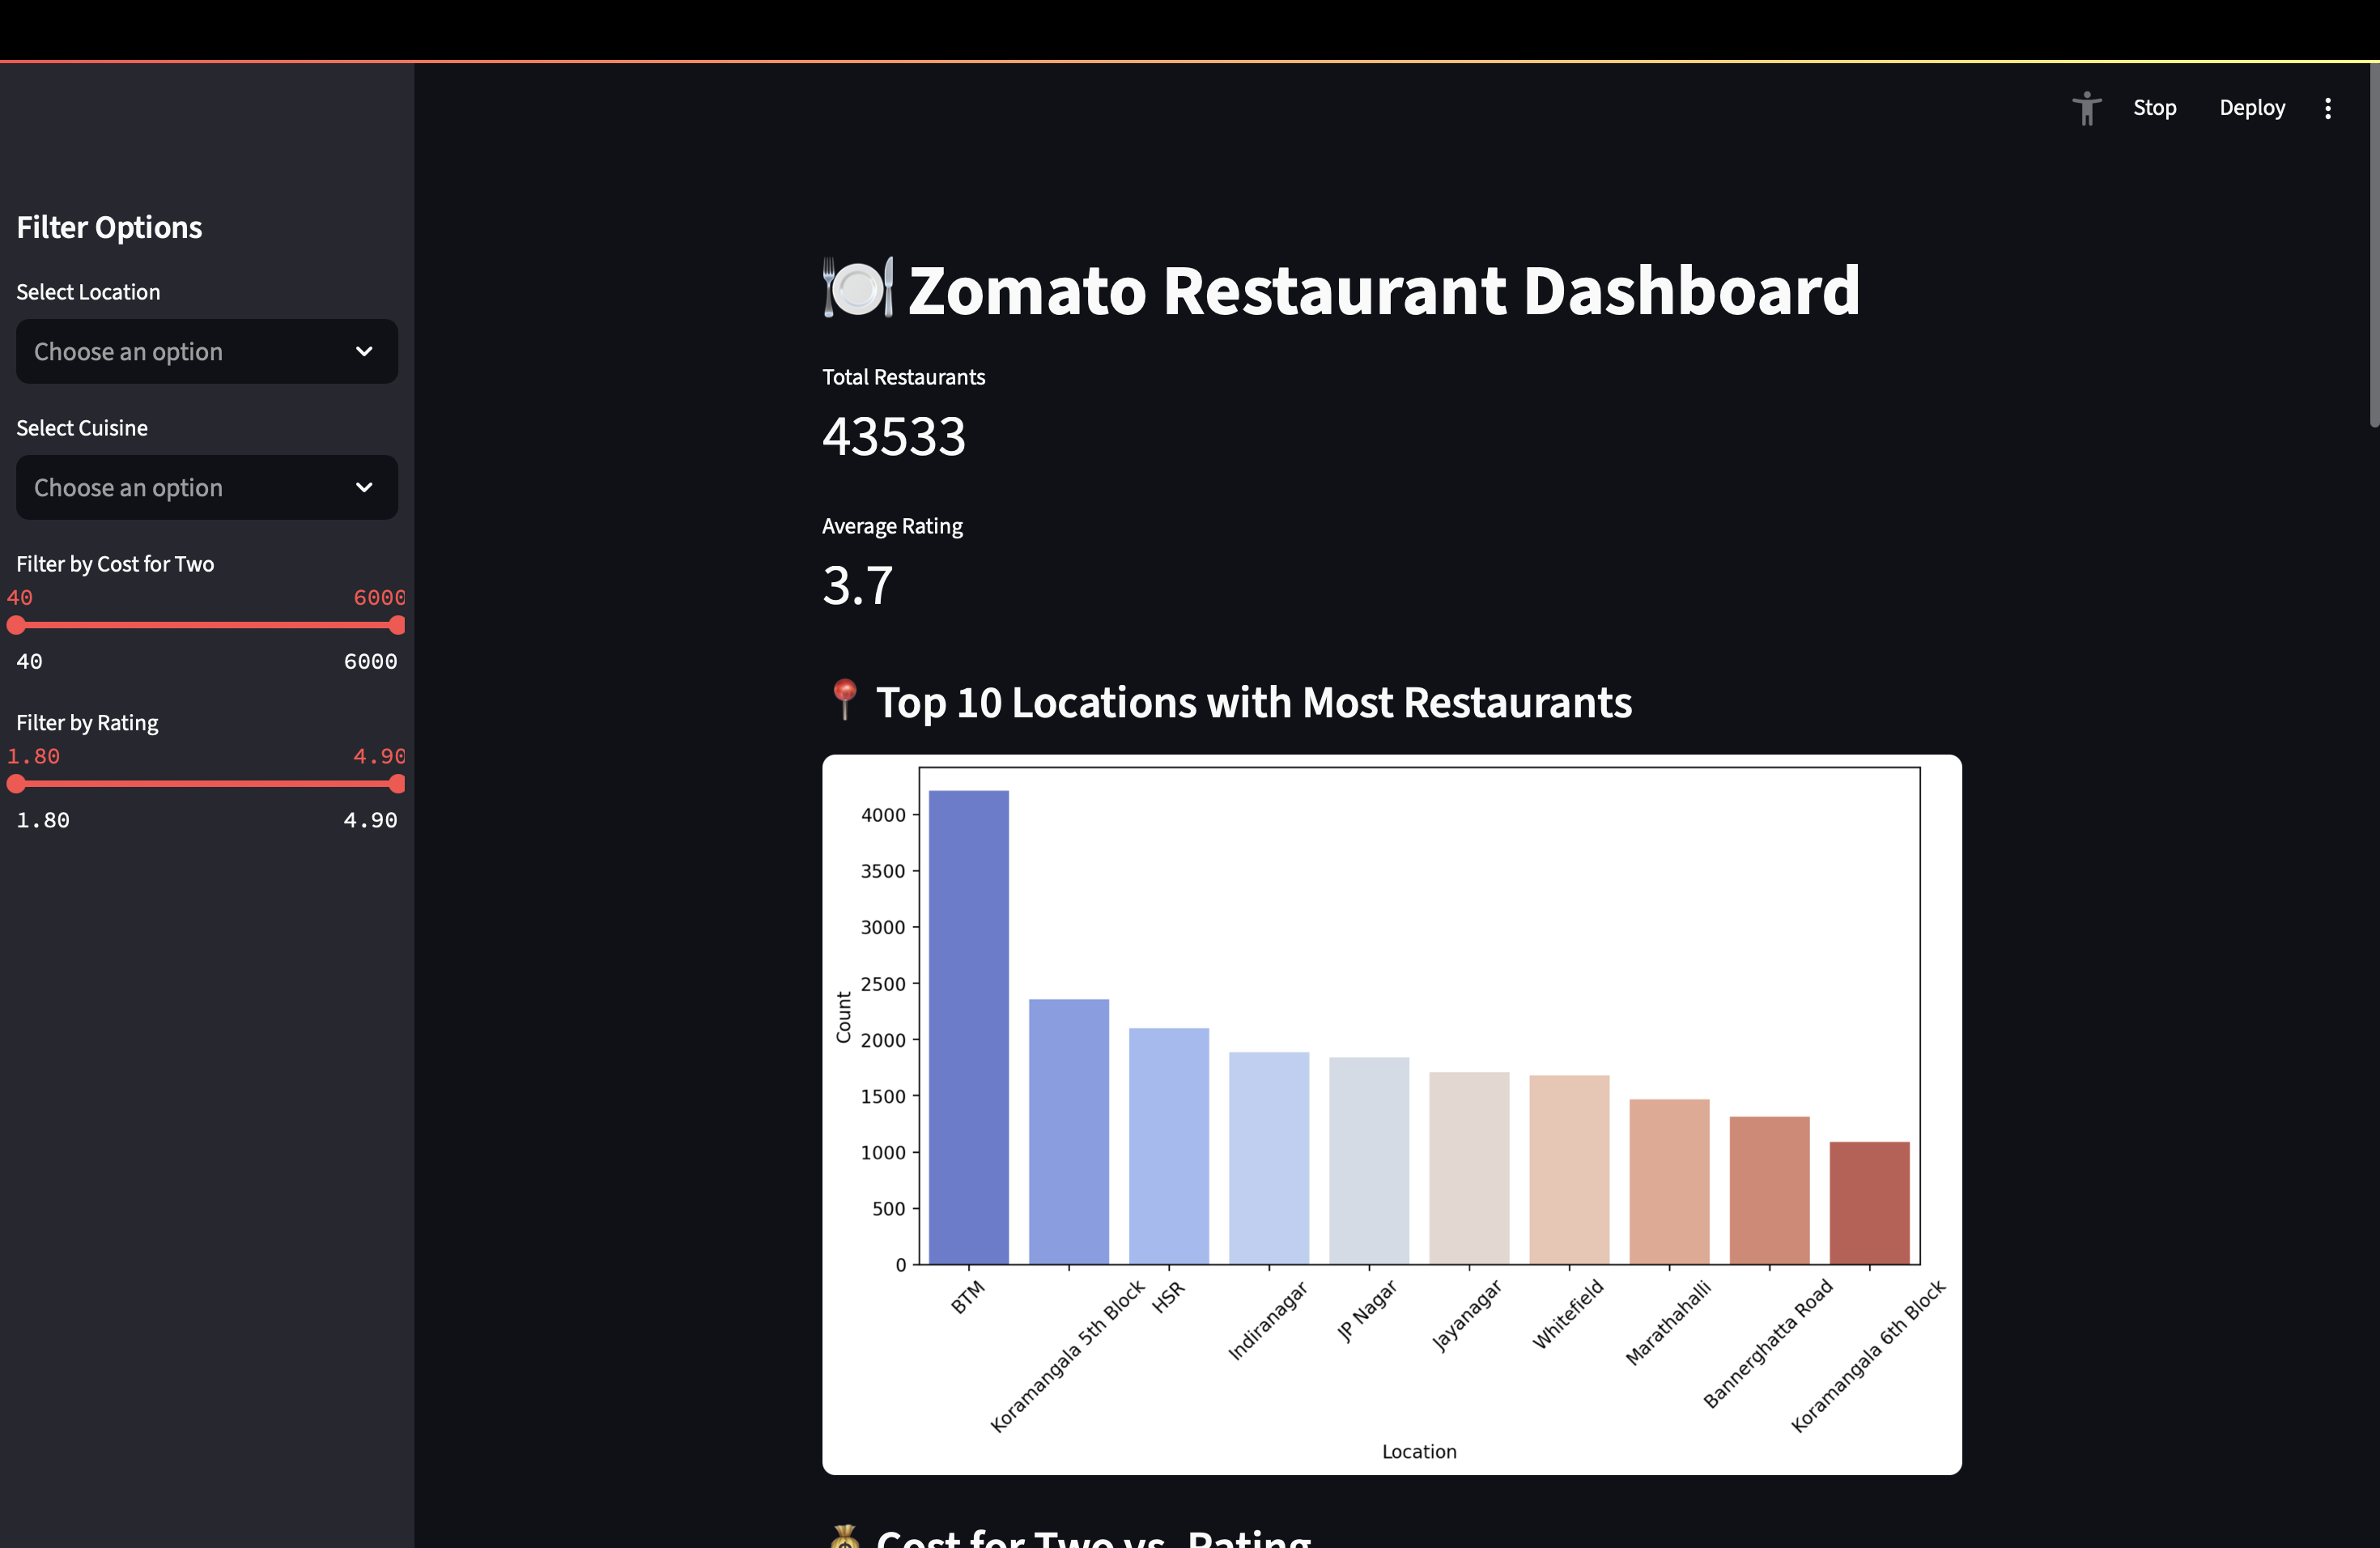 Stop Deploy
Filter Options
Select Location
Choose an option
Select Cuisine
Choose an option
Filter by Cost for Two
40 6000
40 6000
Filter by Rating
1.80 4.90
1.80 4.90
Zomato Restaurant Dashboard
Total Restaurants
43533
Average Rating
3.7
Top 10 Locations with Most Restaurants
4000
3500
3000
2500
2000
1500
1000
500
0
Count
BTM
Koramangala 5th Block
HSR
Indiranagar
JP Nagar
Jayanagar
Whitefield
Marathahalli
Bannerghatta Road
Koramangala 6th Block
Location
Cost for Two vs. Rating